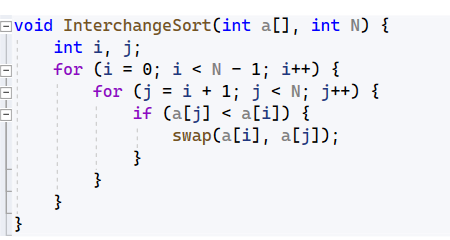 void InterchangeSort(int a[], int N) {
    int i, j;
    for (i = 0; i < N - 1; i++) {
        for (j = i + 1; j < N; j++) {
            if (a[j] < a[i]) {
                swap(a[i], a[j]);
            }
        }
    }
}